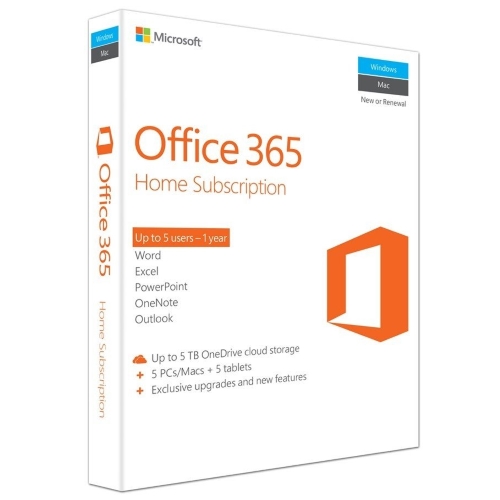 Windows
Mac
Office 365
Home Subscription
Microsoft
Windows
Mac
New or Renewal
Office 365
Home Subscription
Up to 5 users – 1 year
Word
Excel
PowerPoint
OneNote
Outlook
Up to 5 TB OneDrive cloud storage
+ 5 PCs/Macs + 5 tablets
+ Exclusive upgrades and new features